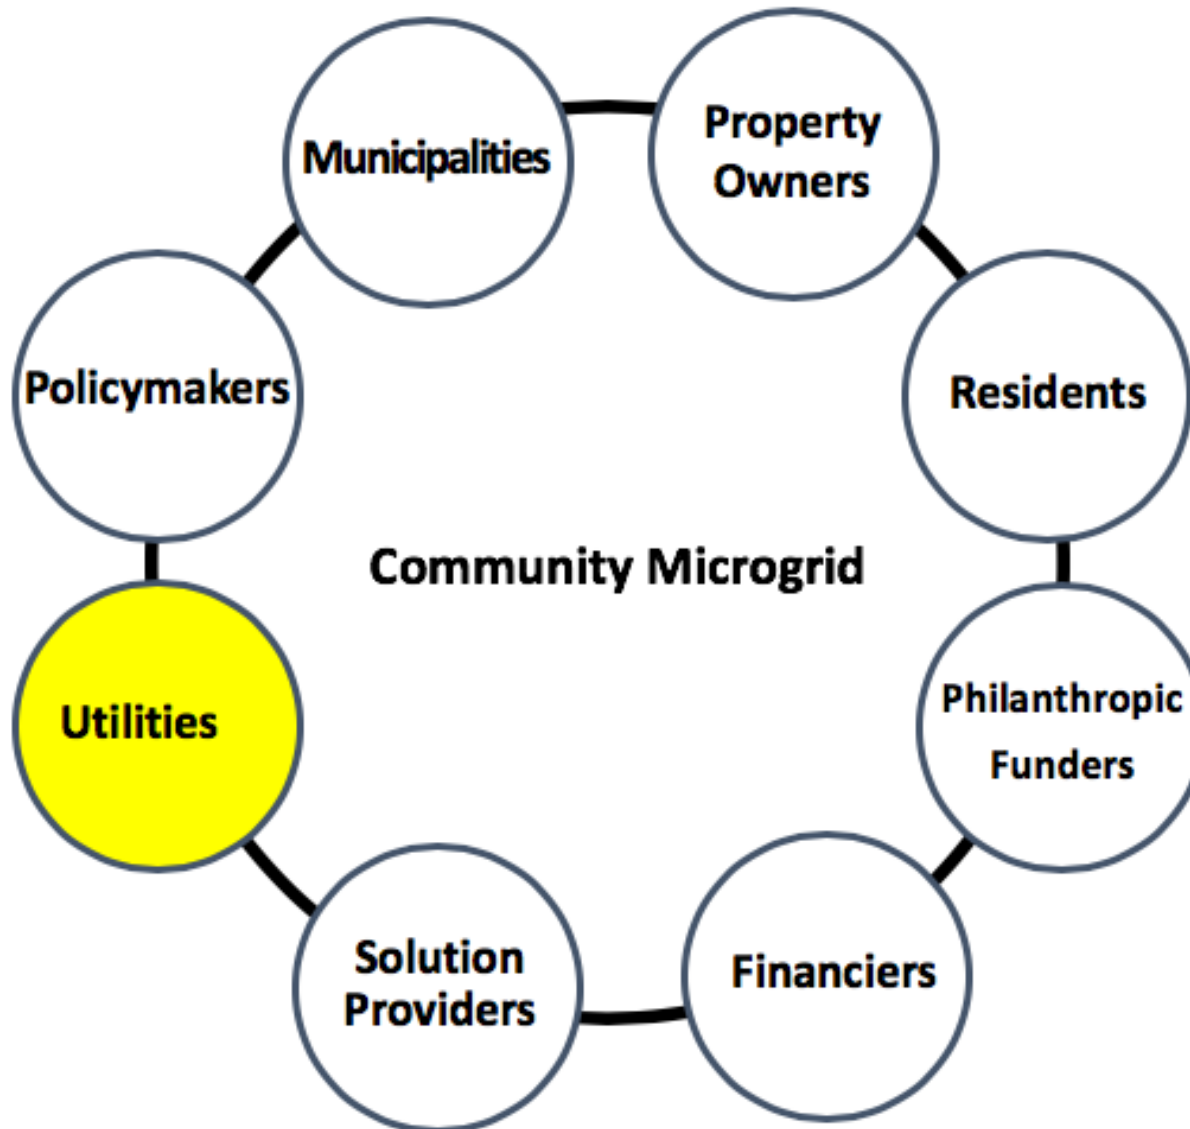 Municipalities
Property
Owners
Policymakers
Residents
Community Microgrid
Utilities
Philanthropic
Funders
Solution
Providers
Financiers